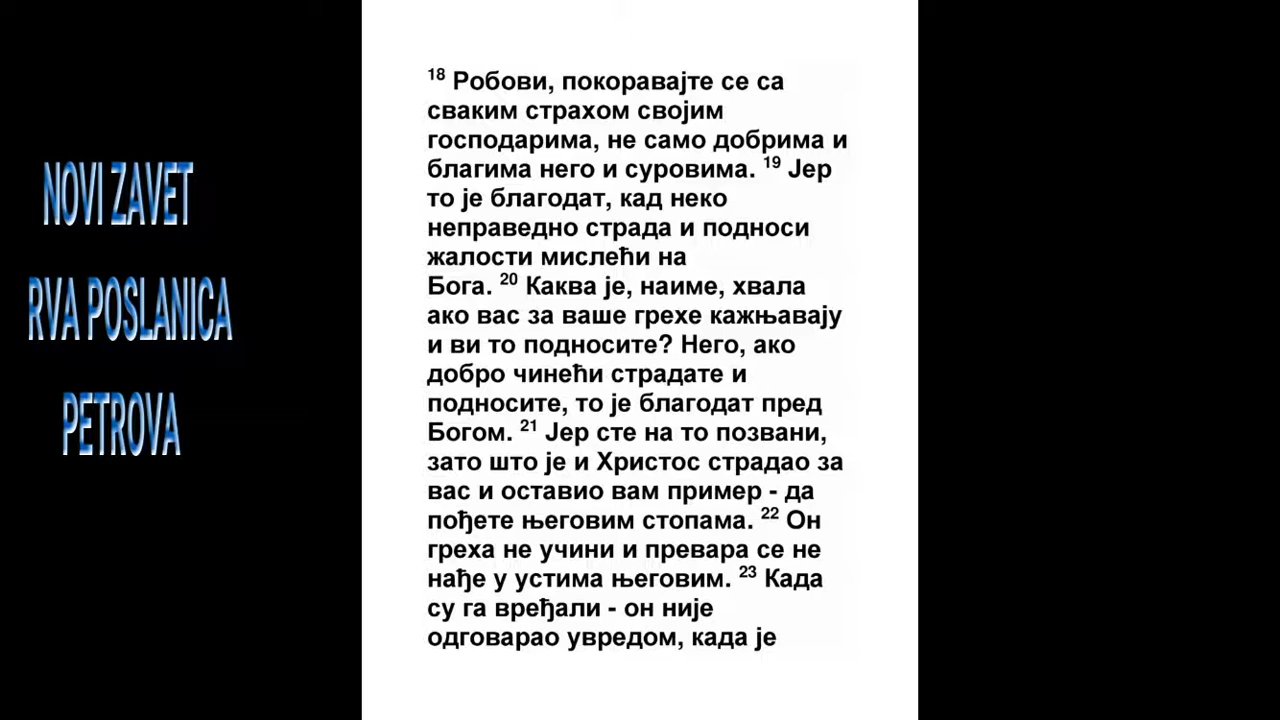 NOVI ZAVET
RVA POSLANICA
PETROVA
18 Робови, покоравајте се са
сваким страхом својим
господарима, не само добрима и
благима него и суровима. 19 Јер
то је благодат, кад неко
неправедно страда и подноси
жалости мислећи на
Бога. 20 Каква је, наиме, хвала
ако вас за ваше грехе кажњавају
и ви то подносите? Него, ако
добро чинећи страдате и
подносите, то је благодат пред
Богом. 21 Јер сте на то позвани,
зато што је и Христос страдао за
вас и оставио вам пример - да
пођете његовим стопама. 22 Он
греха не учини и превара се не
нађе у устима његовим. 23 Када
су га вређали - он није
одговарао увредом, када је